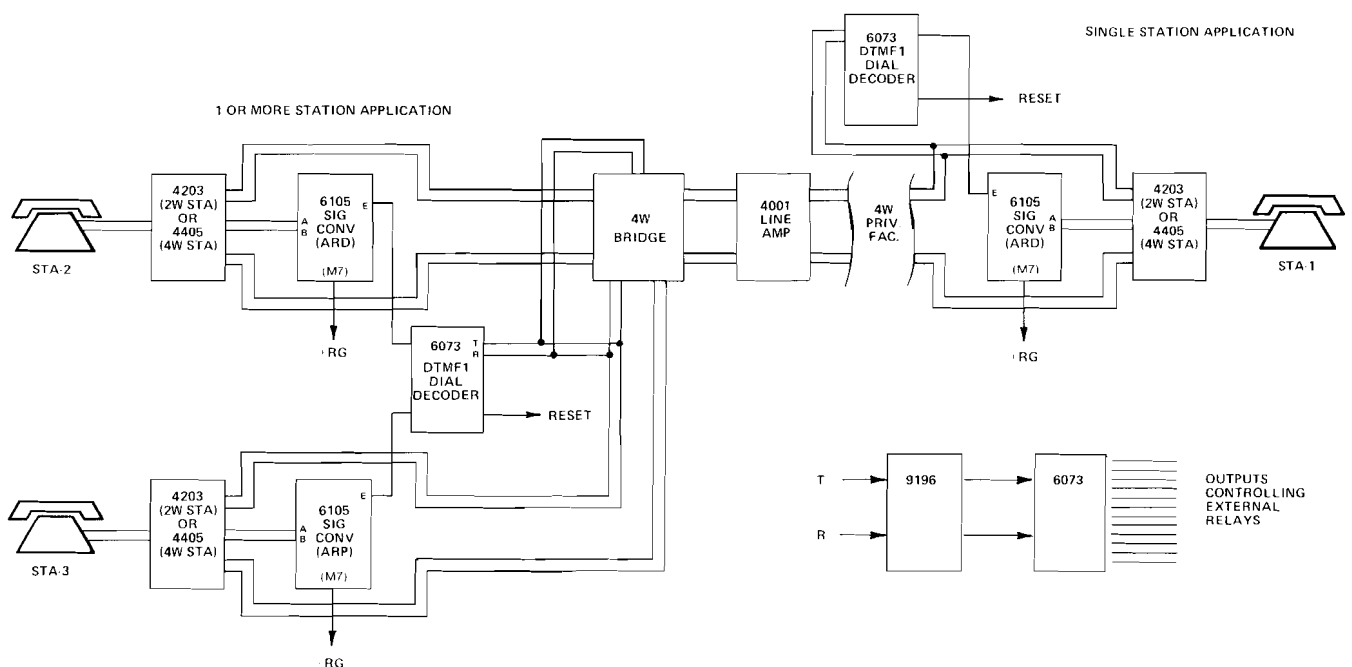 SINGLE STATION APPLICATION
6073
DTMF1
DIAL
DECODER
RESET
1 OR MORE STATION APPLICATION
4203
(2W STA)
OR
4405
(4W STA)
STA-2
6105
SIG
CONV
(ARD)
(M7)
E
A
B
RG
4W
BRIDGE
4001
LINE
AMP
4W
PRIV.
FAC.
E
6105
SIG
CONV
(ARD)
(M7)
A
B
RG
4203
(2W STA)
OR
4405
(4W STA)
STA-1
6073
DTMF1
DIAL
DECODER
T
R
RESET
4203
(2W STA)
OR
4405
(4W STA)
STA-3
E
6105
SIG
CONV
(ARP)
(M7)
A
B
RG
T
R
9196
6073
OUTPUTS
CONTROLLING
EXTERNAL
RELAYS